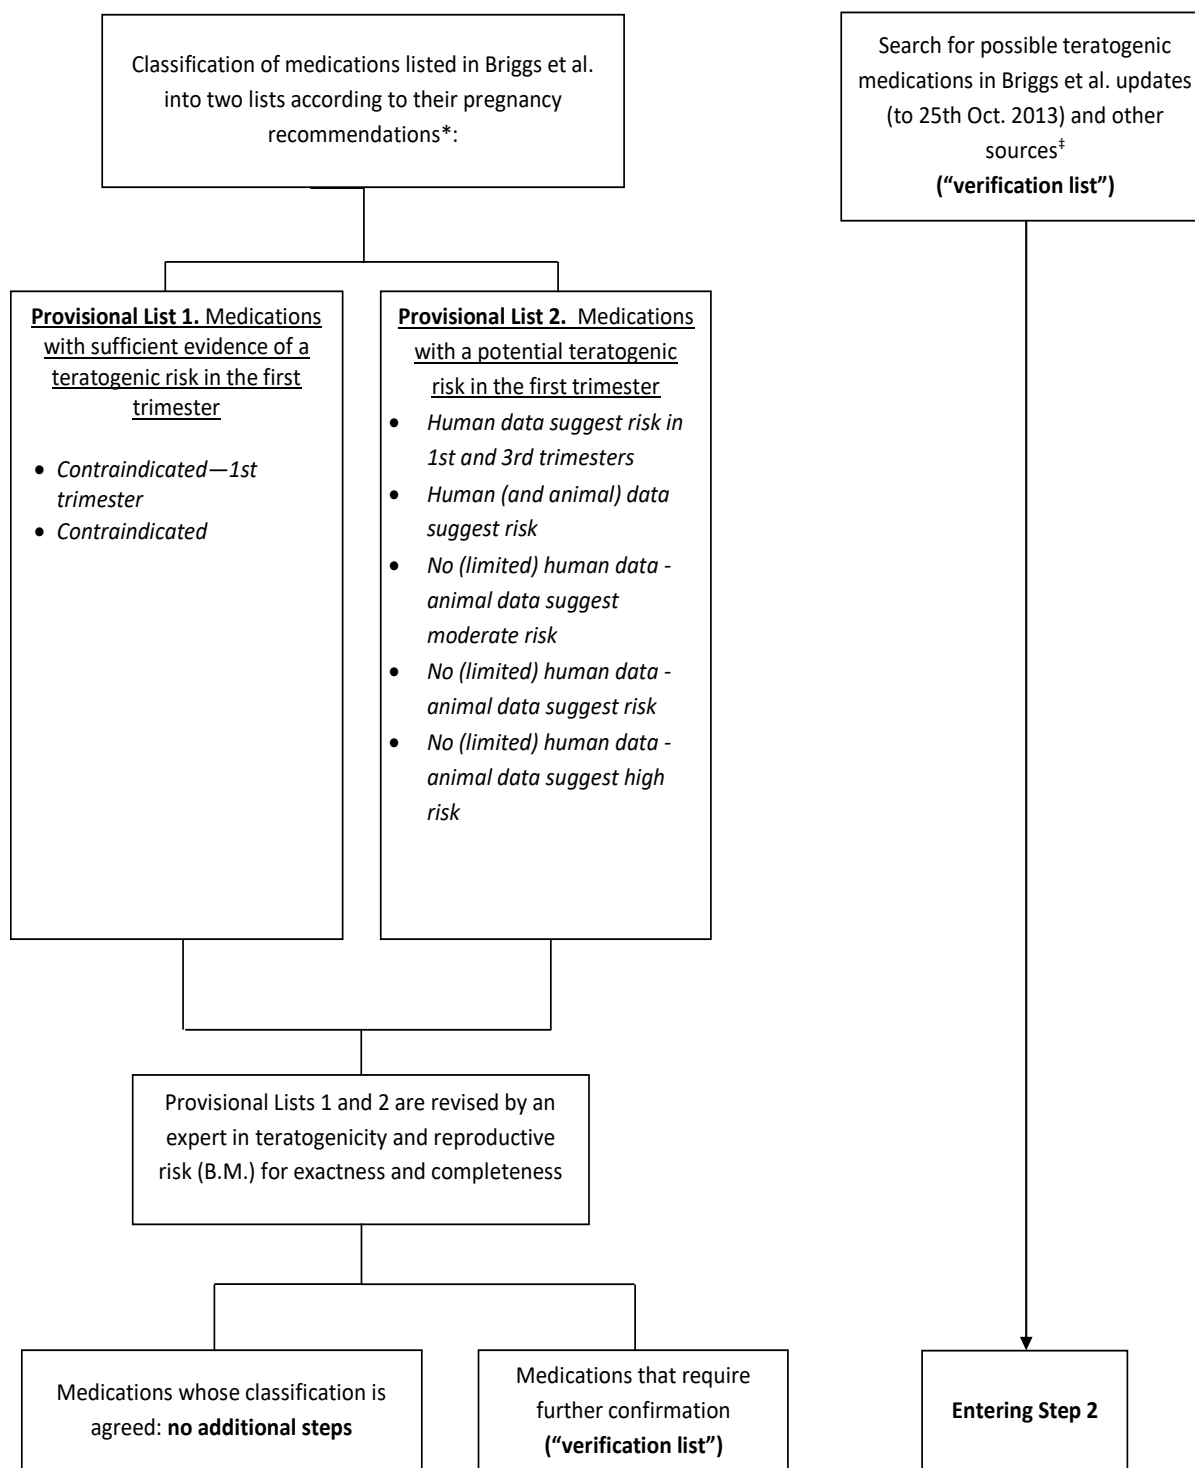 Classification of medications listed in Briggs et al.
into two lists according to their pregnancy
recommendations*:
Search for possible teratogenic
medications in Briggs et al. updates
(to 25th Oct. 2013) and other
sources‡
(“verification list”)
Provisional List 1. Medications
with sufficient evidence of a
teratogenic risk in the first
trimester
• Contraindicated—1st
trimester
• Contraindicated
Provisional List 2. Medications
with a potential teratogenic
risk in the first trimester
• Human data suggest risk in
1st and 3rd trimesters
• Human (and animal) data
suggest risk
• No (limited) human data -
animal data suggest
moderate risk
• No (limited) human data -
animal data suggest risk
• No (limited) human data -
animal data suggest high
risk
Provisional Lists 1 and 2 are revised by an
expert in teratogenicity and reproductive
risk (B.M.) for exactness and completeness
Medications whose classification is
agreed: no additional steps
Medications that require
further confirmation
(“verification list”)
Entering Step 2